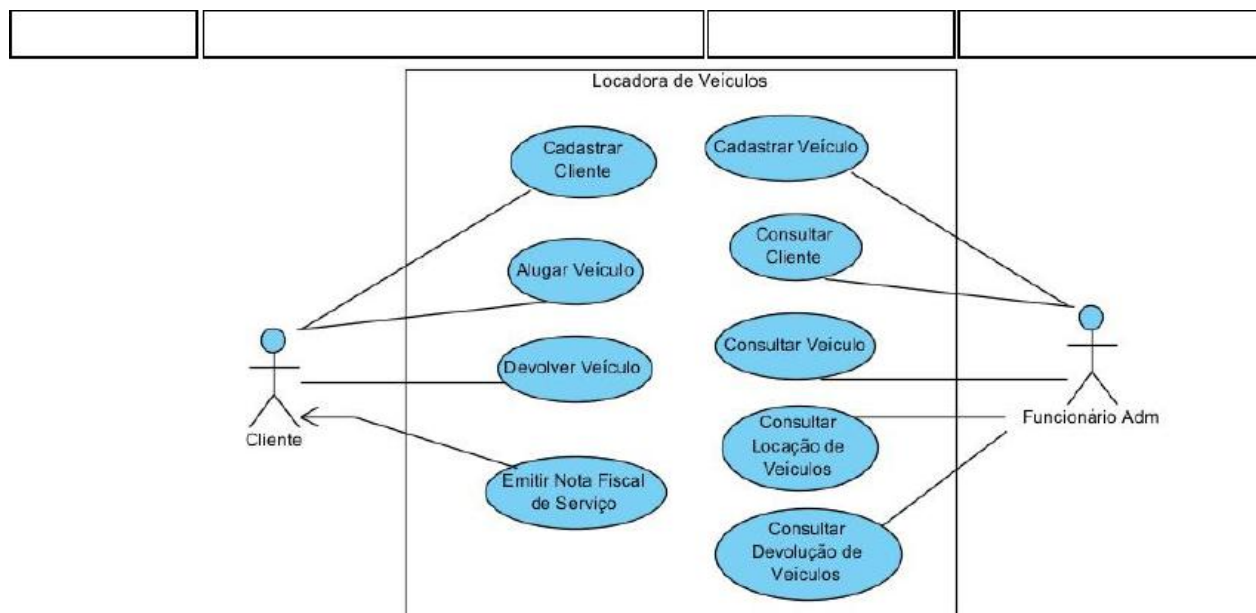 Locadora de Veículos
Cadastrar
Cliente
Cadastrar Veículo
Alugar Veículo
Consultar
Cliente
Devolver Veículo
Consultar Veiculo
Cliente
Funcionário Adm
Emitir Nota Fiscal
de Serviço
Consultar
Locação de
Veiculos
Consultar
Devolução de
Veiculos